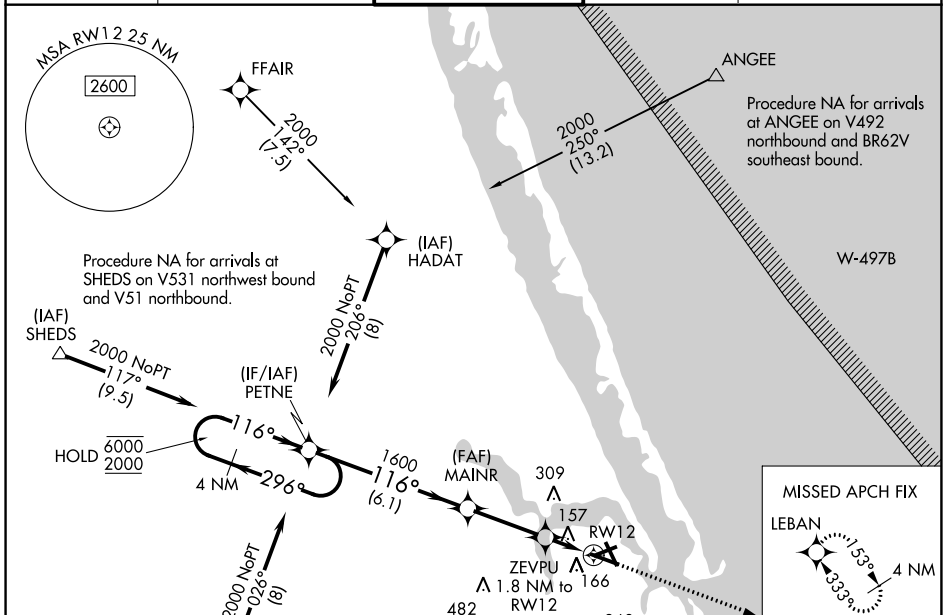 MSA RW12 25 NM
2600
FFAIR
2000
142°
(7.5)
ANGEE
2000
250°
(13.2)
Procedure NA for arrivals
at ANGEE on V492
northbound and BR62V
southeast bound.
W-497B
(IAF)
HADAT
Procedure NA for arrivals at
SHEDS on V531 northwest bound
and V51 northbound.
2000 NoPT
206°
(8)
(IAF)
SHEDS
2000 NoPT
117°
(9.5)
(IF/IAF)
PETNE
HOLD 6000
2000
116°
296°
4 NM
1600
116°
(6.1)
(FAF)
MAINR
309
157
RW12
ZEVPU
1.8 NM to
RW12
166
482
2000 NoPT
026°
(8)
MISSED APCH FIX
LEBAN
153°
333°
4 NM